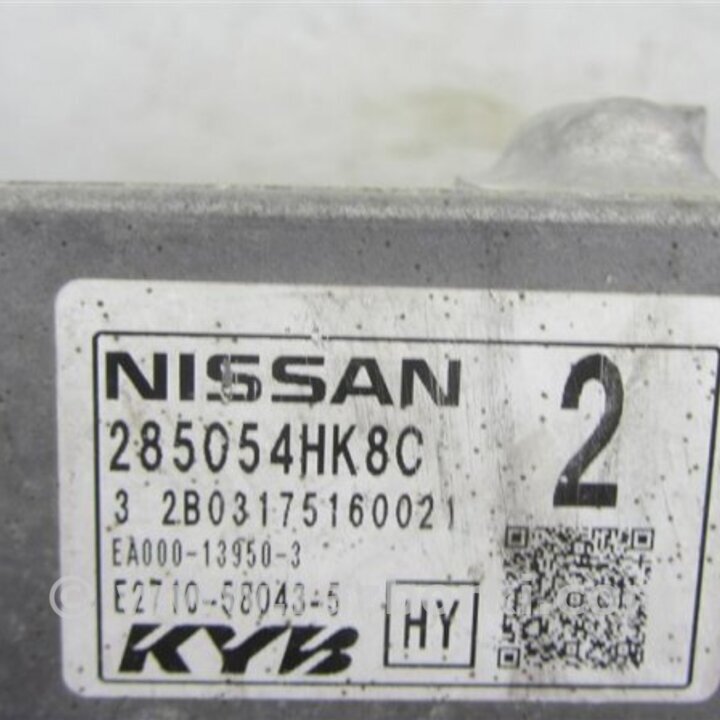 NISSAN
2
285054HK8C
3 2B03175160021
EA000-13950-3
E2710-58043-5
KYB
HY